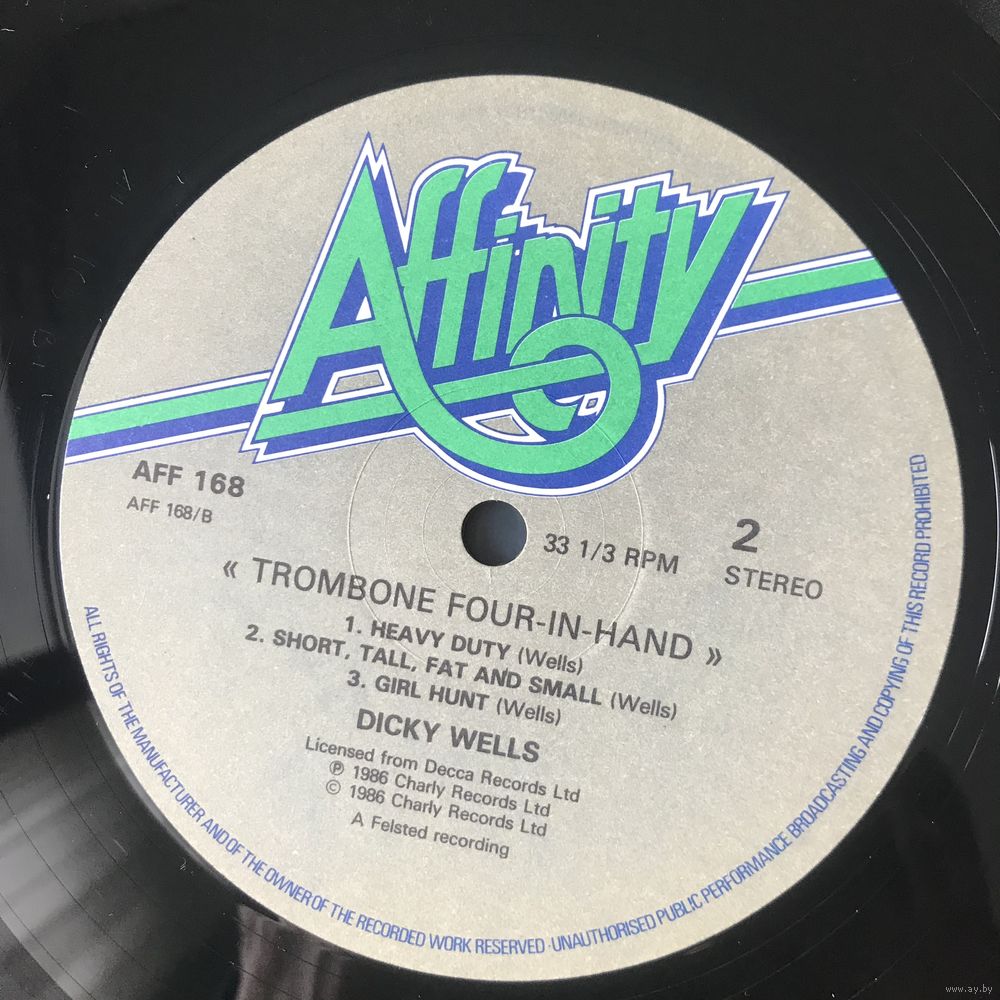 Affinity
AFF 168
AFF 168/B
33 1/3 RPM
2
STEREO
« TROMBONE FOUR-IN-HAND »
1. HEAVY DUTY (Wells)
2. SHORT, TALL, FAT AND SMALL (Wells)
3. GIRL HUNT (Wells)
DICKY WELLS
Licensed from Decca Records Ltd
℗ 1986 Charly Records Ltd
© 1986 Charly Records Ltd
A Felsted recording
ALL RIGHTS OF THE MANUFACTURER AND OF THE OWNER OF THE RECORDED WORK RESERVED · UNAUTHORISED PUBLIC PERFORMANCE BROADCASTING AND COPYING OF THIS RECORD PROHIBITED
www.ay.by